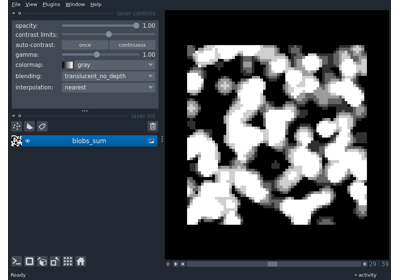 File View Plugins Window Help
layer controls
opacity: 1.00
contrast limits:
auto-contrast: once continuous
gamma: 1.00
colormap: gray
blending: translucent_no_depth
interpolation: nearest
layer list
blobs_sum
29 59
Ready activity